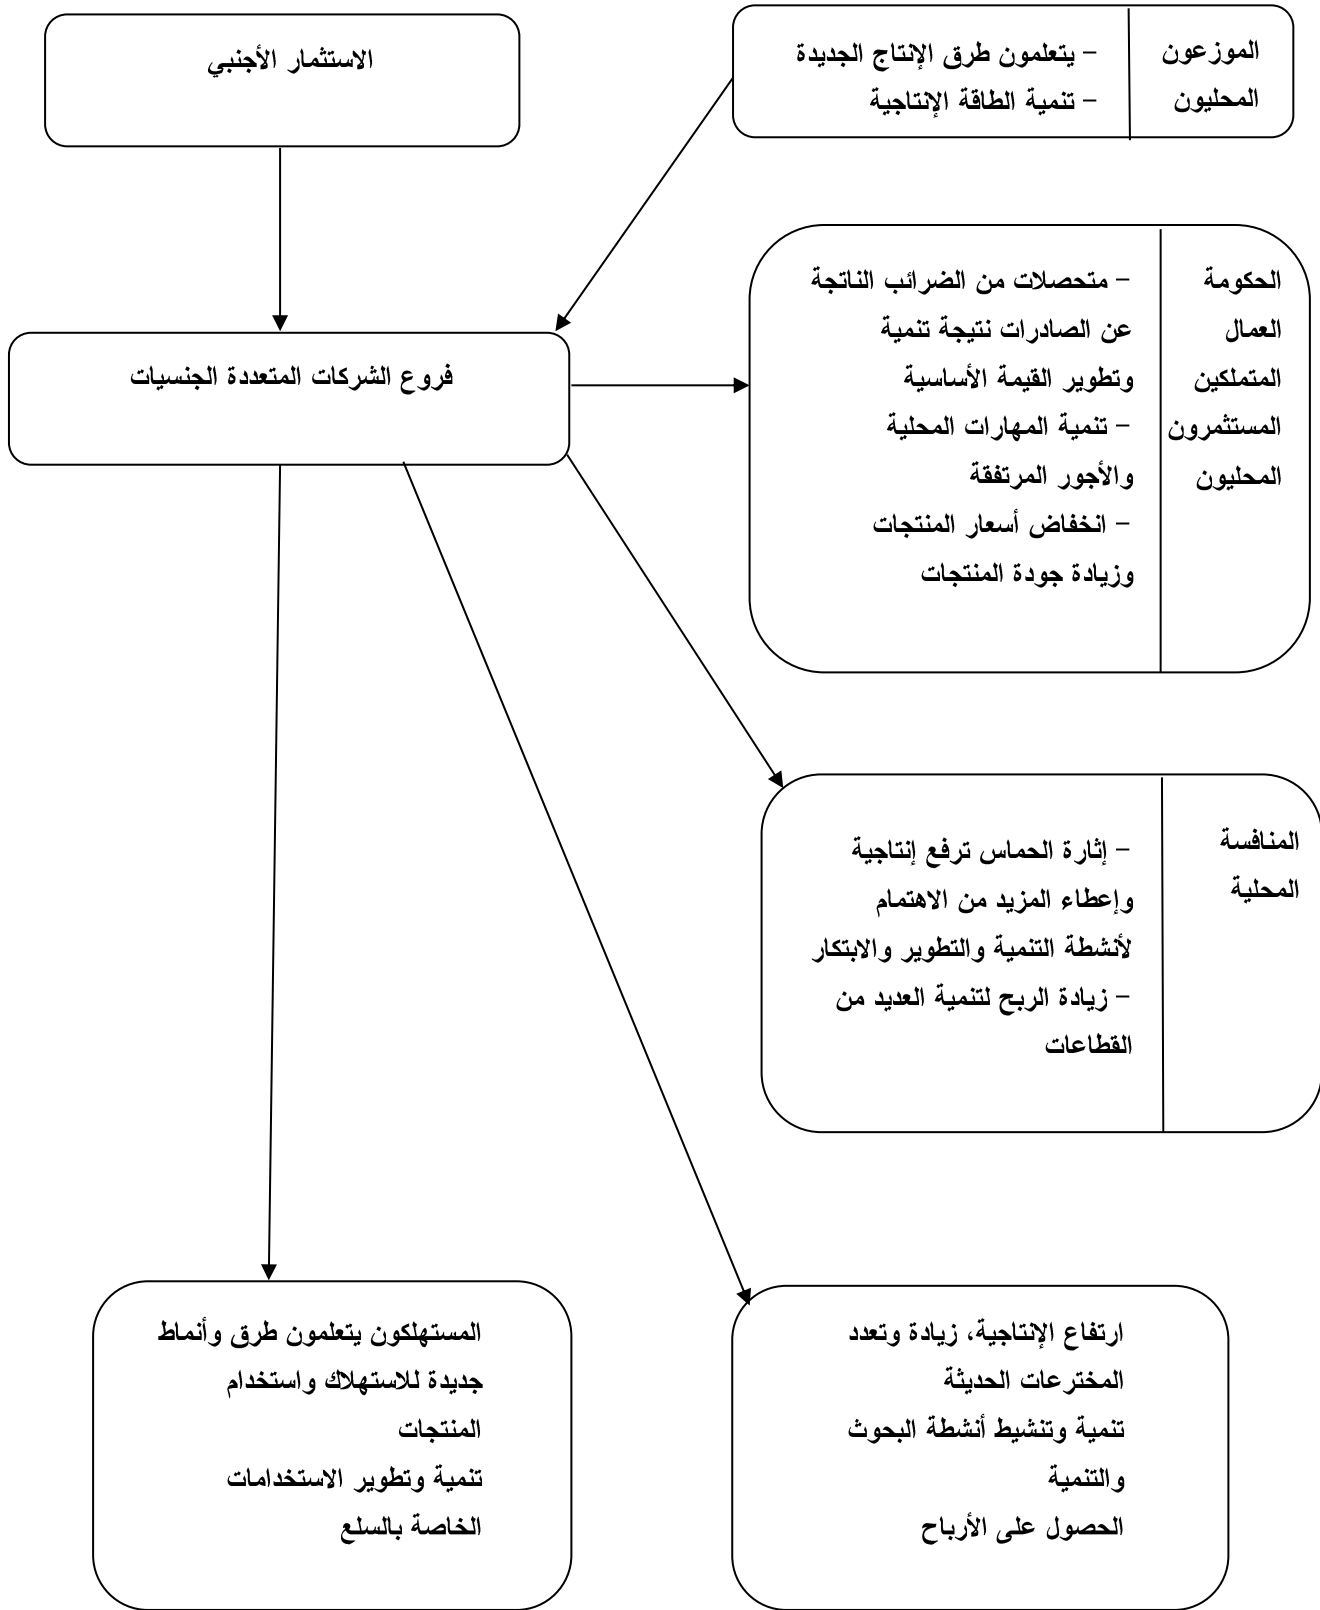 الاستثمار الأجنبي
الموزعون
المحليون
– يتعلمون طرق الإنتاج الجديدة
– تنمية الطاقة الإنتاجية
فروع الشركات المتعددة الجنسيات
الحكومة
العمال
المتملكين
المستثمرون
المحليون
– متحصلات من الضرائب الناتجة
عن الصادرات نتيجة تنمية
وتطوير القيمة الأساسية
– تنمية المهارات المحلية
والأجور المرتفقة
– انخفاض أسعار المنتجات
وزيادة جودة المنتجات
المنافسة
المحلية
– إثارة الحماس ترفع إنتاجية
وإعطاء المزيد من الاهتمام
لأنشطة التنمية والتطوير والابتكار
– زيادة الربح لتنمية العديد من
القطاعات
ارتفاع الإنتاجية، زيادة وتعدد
المخترعات الحديثة
تنمية وتنشيط أنشطة البحوث
والتنمية
الحصول على الأرباح
المستهلكون يتعلمون طرق وأنماط
جديدة للاستهلاك واستخدام
المنتجات
تنمية وتطوير الاستخدامات
الخاصة بالسلع